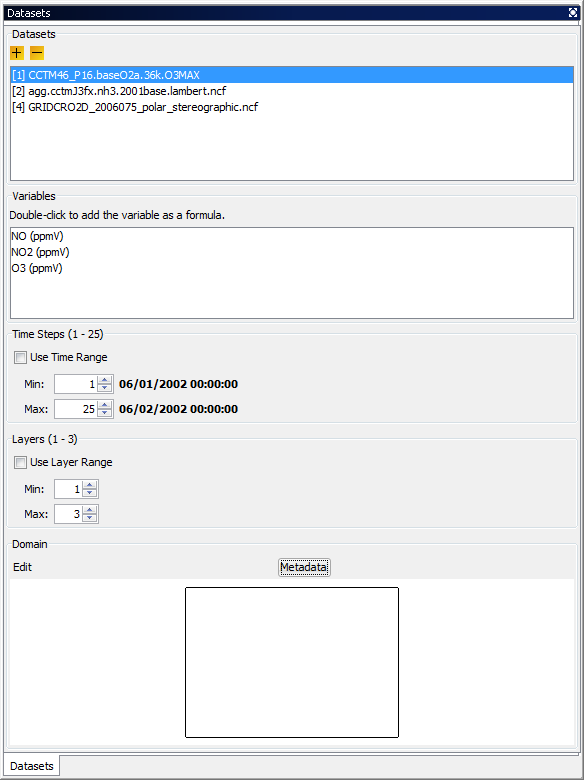 Datasets
Datasets
[1] CCTM46_P16.baseO2a.36k.O3MAX
[2] agg.cctmJ3fx.nh3.2001base.lambert.ncf
[4] GRIDCRO2D_2006075_polar_stereographic.ncf
Variables
Double-click to add the variable as a formula.
NO (ppmV)
NO2 (ppmV)
O3 (ppmV)
Time Steps (1 - 25)
Use Time Range
Min: 1 06/01/2002 00:00:00
Max: 25 06/02/2002 00:00:00
Layers (1 - 3)
Use Layer Range
Min: 1
Max: 3
Domain
Edit Metadata
Datasets